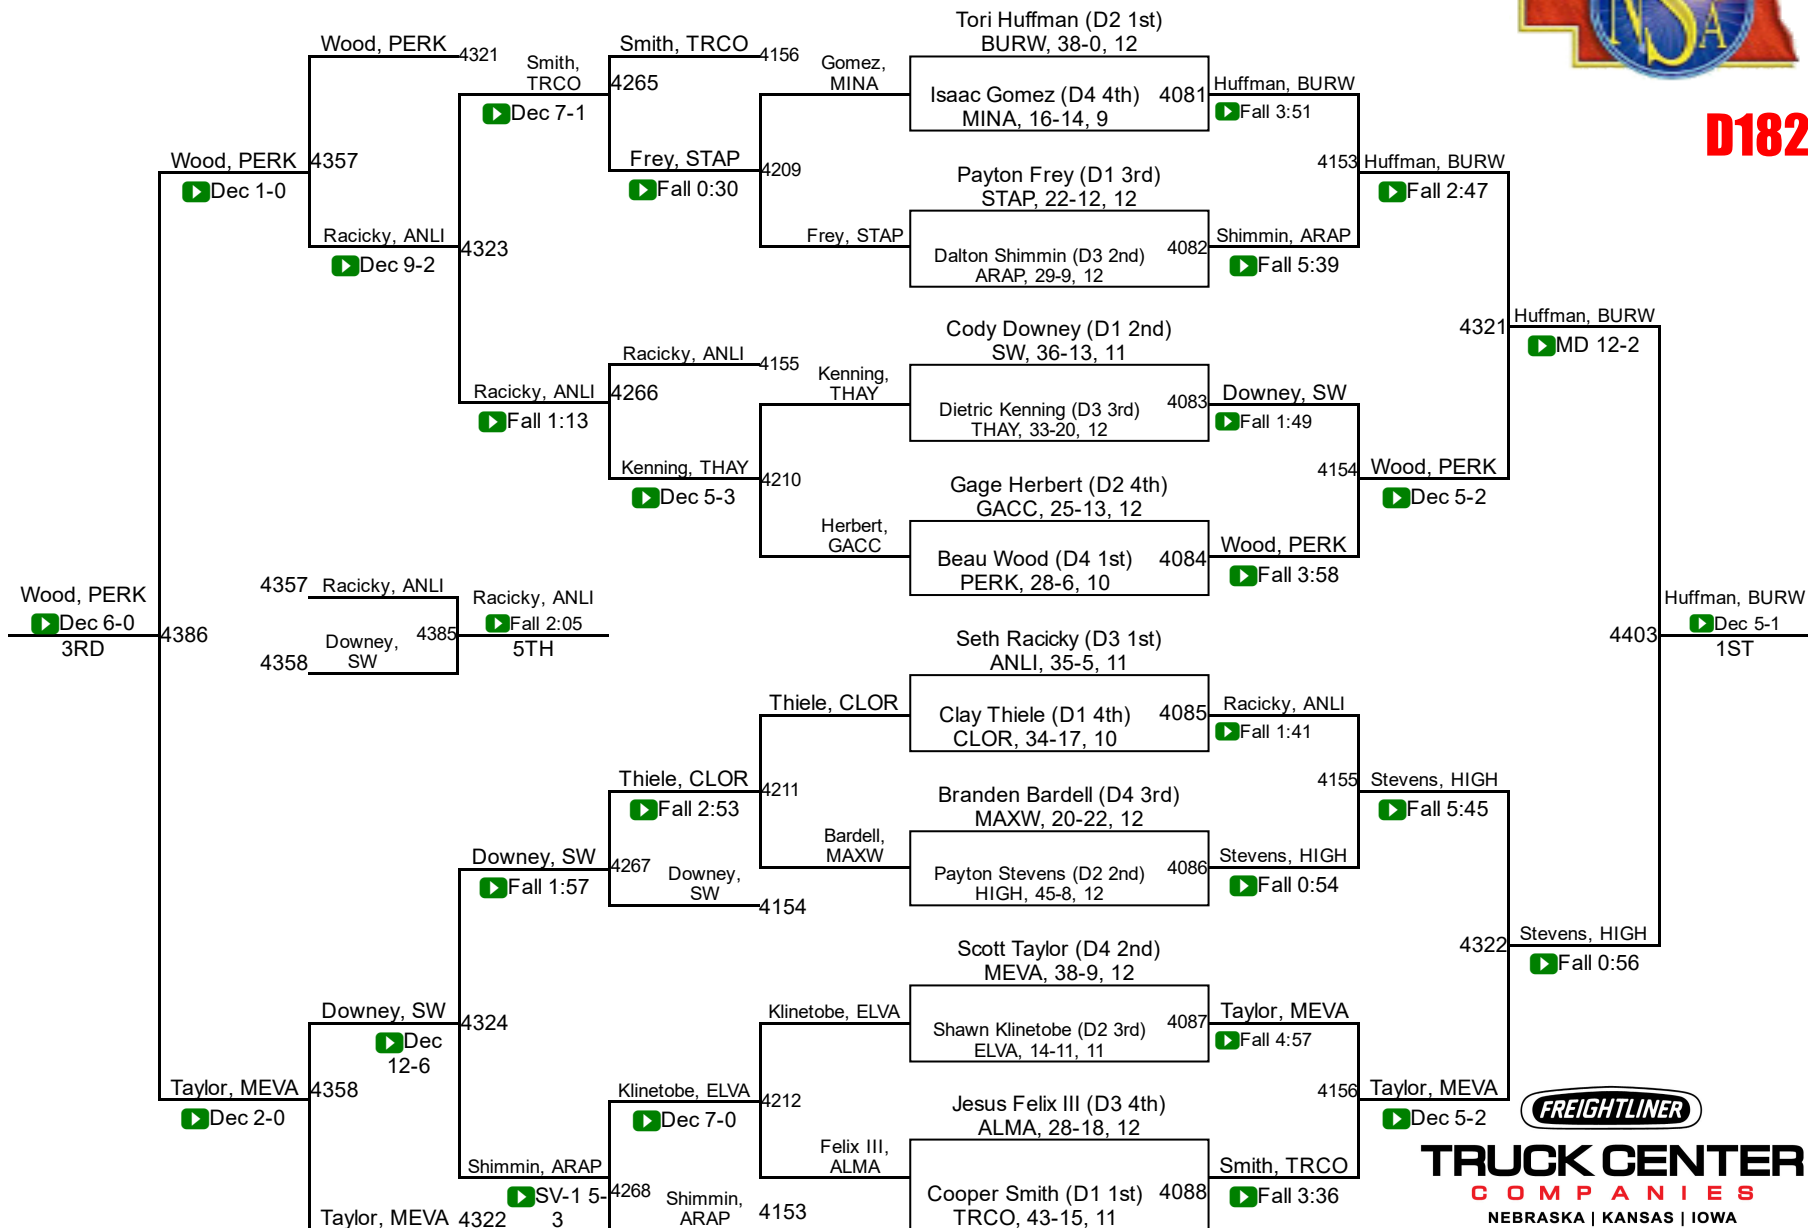 Tori Huffman (D2 1st)
BURW, 38-0, 12
Isaac Gomez (D4 4th) 4081
MINA, 16-14, 9
Payton Frey (D1 3rd)
STAP, 22-12, 12
Dalton Shimmin (D3 2nd) 4082
ARAP, 29-9, 12
Cody Downey (D1 2nd)
SW, 36-13, 11
Dietric Kenning (D3 3rd) 4083
THAY, 33-20, 12
Gage Herbert (D2 4th)
GACC, 25-13, 12
Beau Wood (D4 1st) 4084
PERK, 28-6, 10
Seth Racicky (D3 1st)
ANLI, 35-5, 11
Clay Thiele (D1 4th) 4085
CLOR, 34-17, 10
Branden Bardell (D4 3rd)
MAXW, 20-22, 12
Payton Stevens (D2 2nd) 4086
HIGH, 45-8, 12
Scott Taylor (D4 2nd)
MEVA, 38-9, 12
Shawn Klinetobe (D2 3rd) 4087
ELVA, 14-11, 11
Jesus Felix III (D3 4th)
ALMA, 28-18, 12
Cooper Smith (D1 1st) 4088
TRCO, 43-15, 11
Huffman, BURW
Fall 3:51
4153
Shimmin, ARAP
Fall 5:39
Downey, SW
Fall 1:49
4154
Wood, PERK
Fall 3:58
Racicky, ANLI
Fall 1:41
4155
Stevens, HIGH
Fall 0:54
Taylor, MEVA
Fall 4:57
4156
Smith, TRCO
Fall 3:36
Huffman, BURW
Fall 2:47
4321
Wood, PERK
Dec 5-2
Stevens, HIGH
Fall 5:45
4322
Taylor, MEVA
Dec 5-2
Huffman, BURW
MD 12-2
4403
Stevens, HIGH
Fall 0:56
Huffman, BURW
Dec 5-1
1ST
Gomez,
MINA
4209
Frey, STAP
Kenning,
THAY
4210
Herbert,
GACC
Thiele, CLOR
4211
Bardell,
MAXW
Klinetobe, ELVA
4212
Felix III,
ALMA
Smith, TRCO 4156
4265
Frey, STAP
Fall 0:30
Racicky, ANLI 4155
4266
Kenning, THAY
Dec 5-3
Thiele, CLOR
Fall 2:53
4267
Downey,
SW
4154
Klinetobe, ELVA
Dec 7-0
4268
Shimmin,
ARAP
4153
Smith,
TRCO
Dec 7-1
4323
Racicky, ANLI
Fall 1:13
Downey, SW
Fall 1:57
4324
Shimmin, ARAP
SV-1 5-
3
Wood, PERK 4321
4357
Racicky, ANLI
Dec 9-2
Downey, SW
Dec
12-6
4358
Taylor, MEVA 4322
Wood, PERK
Dec 1-0
4386
Taylor, MEVA
Dec 2-0
Wood, PERK
Dec 6-0
3RD
4357 Racicky, ANLI
4385
4358 Downey,
SW
Racicky, ANLI
Fall 2:05
5TH
NSA
D182
FREIGHTLINER
TRUCK CENTER
COMPANIES
NEBRASKA | KANSAS | IOWA